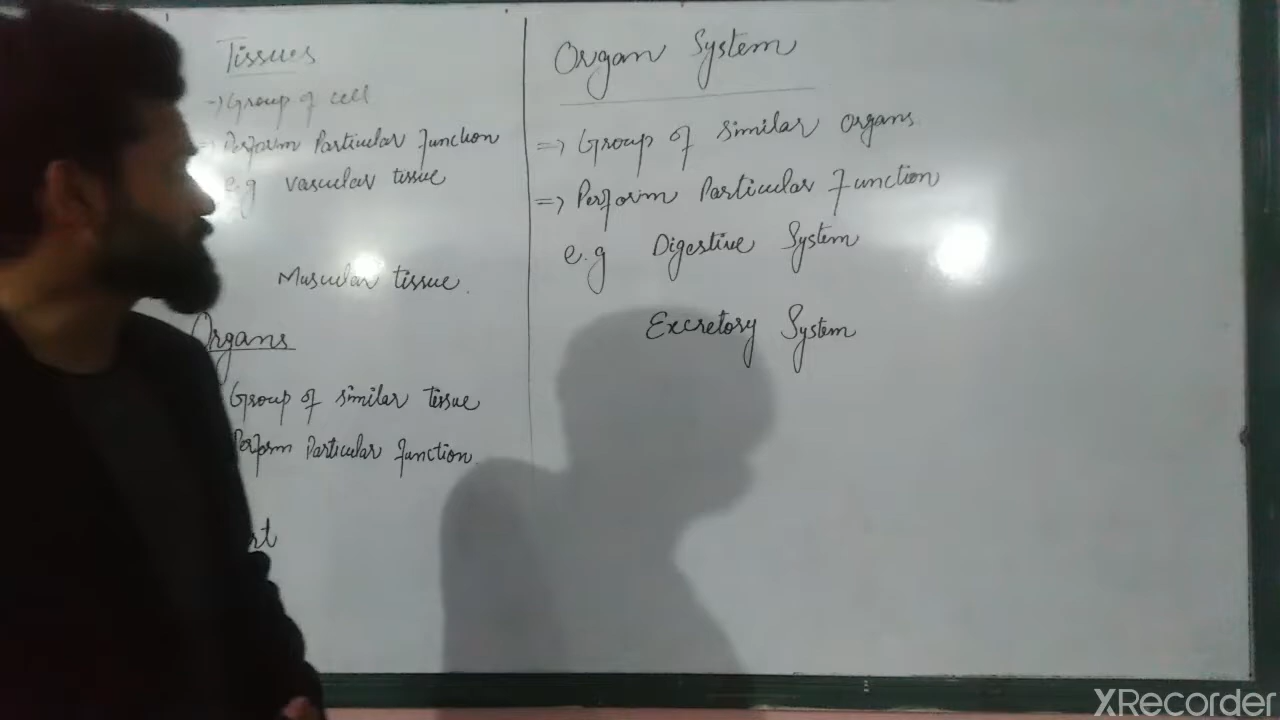 Tissues
-> Group of cell
=> Perform Particular function
e.g vascular tissue
Muscular tissue.
Organs
Group of similar tissue
Perform Particular function.
Organ System
=> Group of similar organs.
=> Perform Particular function
e.g Digestive System
Excretory System
XRecorder